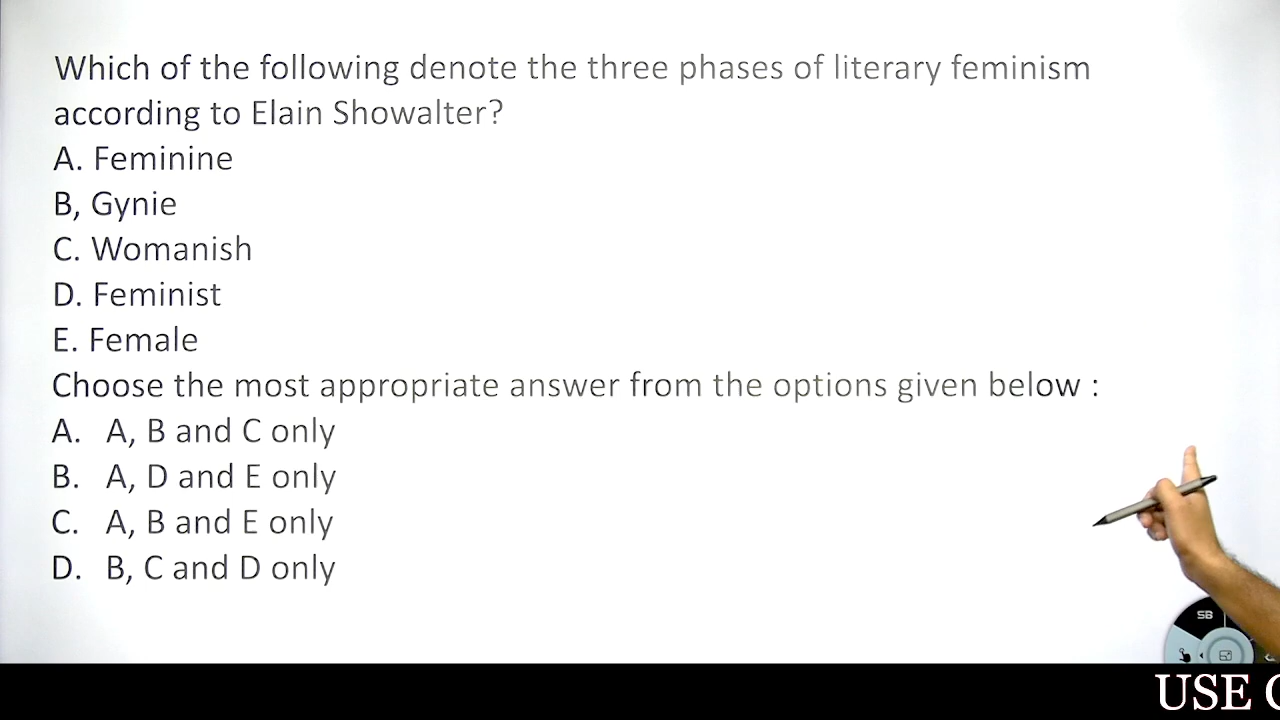 Which of the following denote the three phases of literary feminism
according to Elain Showalter?
A. Feminine
B, Gynie
C. Womanish
D. Feminist
E. Female
Choose the most appropriate answer from the options given below :
A. A, B and C only
B. A, D and E only
C. A, B and E only
D. B, C and D only
SB
USE